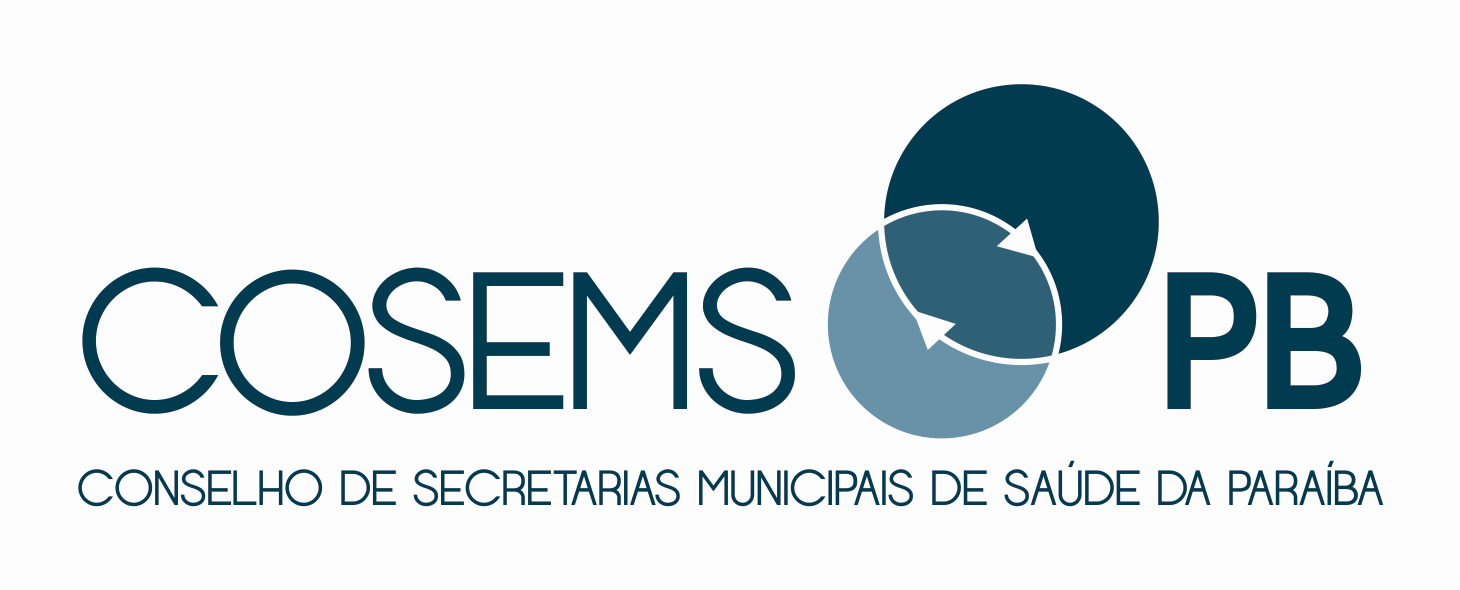 COSEMS PB
CONSELHO DE SECRETARIAS MUNICIPAIS DE SAÚDE DA PARAÍBA